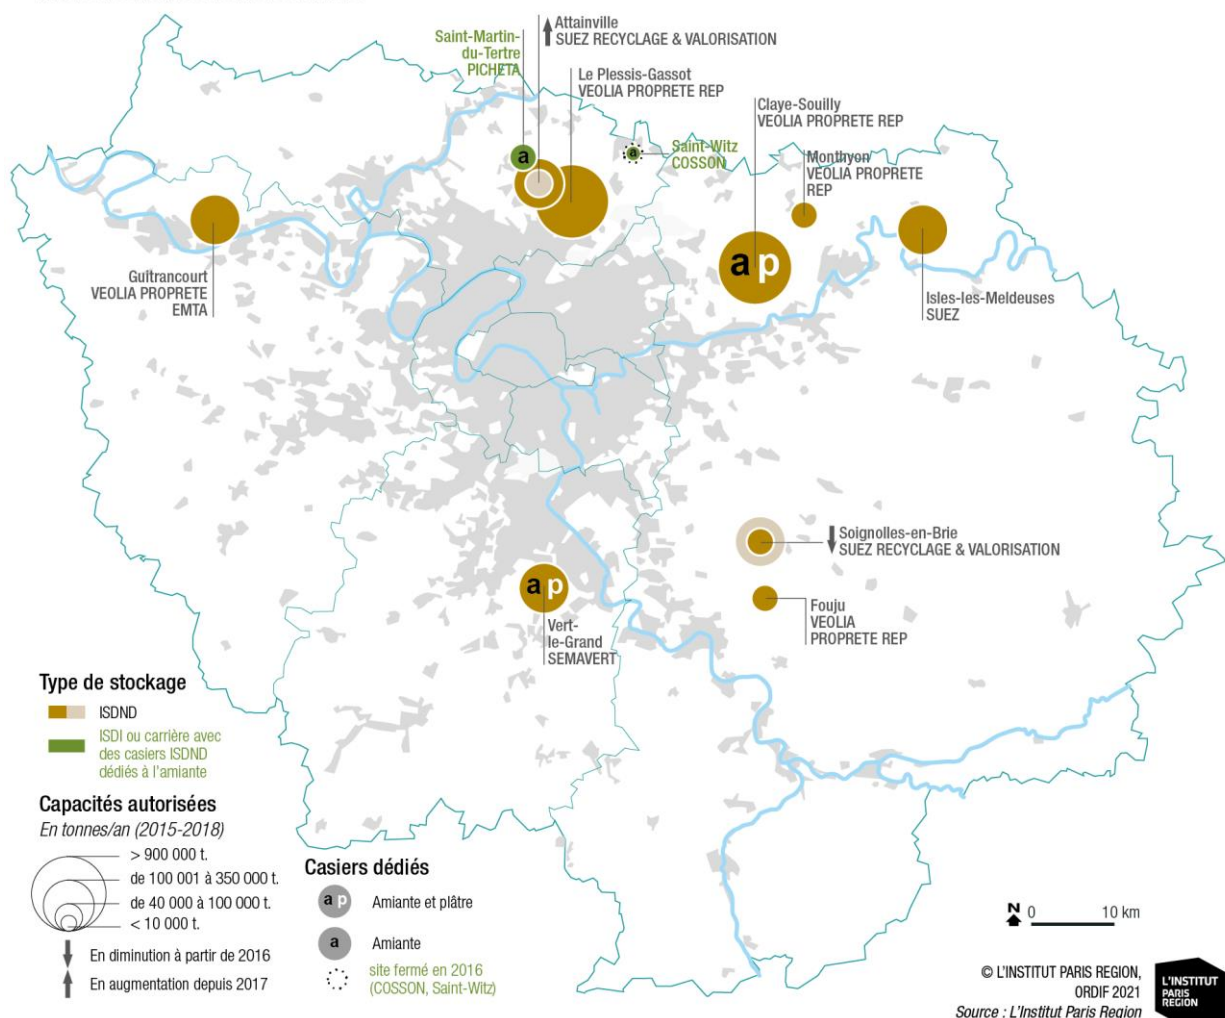 Attainville
SUEZ RECYCLAGE & VALORISATION
Saint-Martin-
du-Tertre
PICHETA
Le Plessis-Gassot
VEOLIA PROPRETE REP
Claye-Souilly
VEOLIA PROPRETE REP
a
a
Saint-Witz
COSSON
Monthyon
VEOLIA PROPRETE
REP
a p
Guitrancourt
VEOLIA PROPRETE
EMTA
Isles-les-Meldeuses
SUEZ
Soignolles-en-Brie
SUEZ RECYCLAGE & VALORISATION
a p
Fouju
VEOLIA
PROPRETE REP
Vert-
le-Grand
SEMAVERT
Type de stockage
ISDND
ISDI ou carrière avec
des casiers ISDND
dédiés à l'amiante
Capacités autorisées
En tonnes/an (2015-2018)
> 900 000 t.
de 100 001 à 350 000 t.
de 40 000 à 100 000 t.
< 10 000 t.
En diminution à partir de 2016
En augmentation depuis 2017
Casiers dédiés
a p
Amiante et plâtre
a
Amiante
site fermé en 2016
(COSSON, Saint-Witz)
N
0 10 km
© L'INSTITUT PARIS REGION,
ORDIF 2021
Source : L'Institut Paris Region
L'INSTITUT
PARIS
REGION